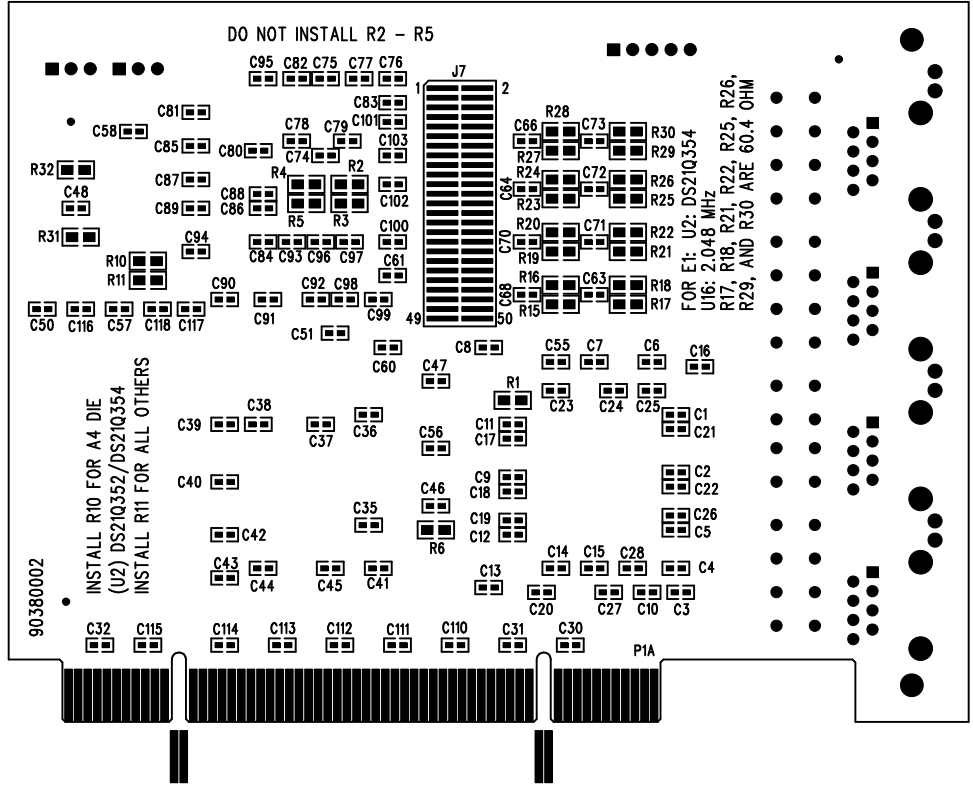 DO NOT INSTALL R2 - R5
C95 C82 C75 C77 C76
J7
1 2
C83
C81 C101
C58 C78 C79 C66 R28 C73 R30
C85 C80 C74 C103 R27 R29
R32 R4 R2 R24 C72 R26
C87 C64
C48 C88 C102 R23 R25
C89 C86 R5 R3
R31 C94 C84 C93 C96 C97 C100 R20 C71 R22
C70
R10 R19 R21
R11 C61 R16 C63 R18
C90 C92 C98 C68
C91 C99 R15 R17
C50 C116 C57 C118 C117
49 50
C51
C60 C8 C55 C7 C6 C16
C47
R1 C23 C24 C25
C39 C38 C37 C36 C11 C1
C17 C21
C56
C40 C9 C2
C18 C22
C46
C35 C19 C26
C42 R6 C12 C5
C43 C44 C45 C41 C13 C14 C15 C28 C4
C20 C27 C10 C3
C32 C115 C114 C113 C112 C111 C110 C31 C30
P1A
FOR E1: U2: DS21Q354
U16: 2.048 MHz
R17, R18, R21, R22, R25, R26,
R29, AND R30 ARE 60.4 OHM
INSTALL R10 FOR A4 DIE
(U2) DS21Q352/DS21Q354
INSTALL R11 FOR ALL OTHERS
90380002